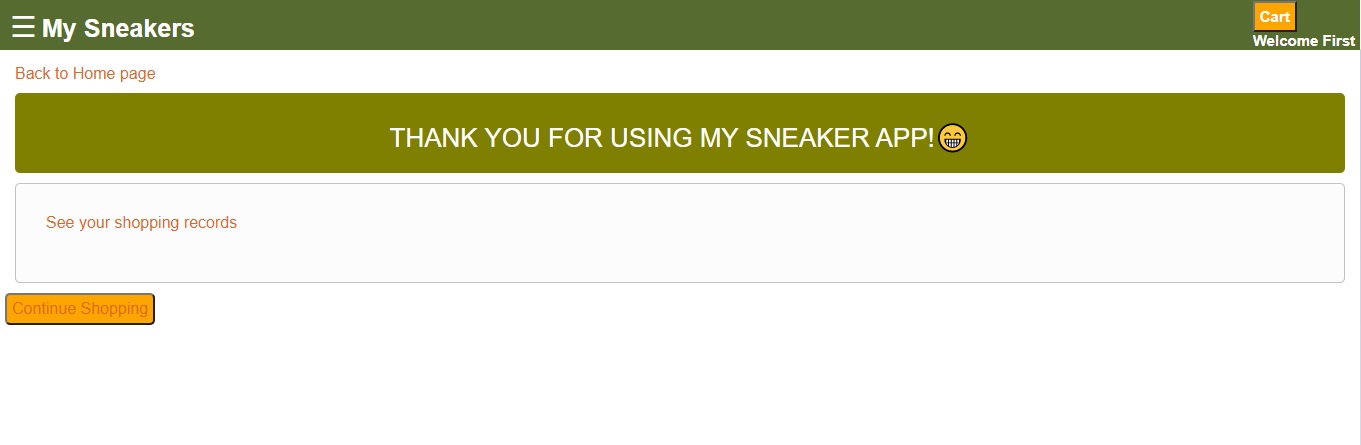 ☰ My Sneakers
Cart
Welcome First
Back to Home page
THANK YOU FOR USING MY SNEAKER APP!😁
See your shopping records
Continue Shopping